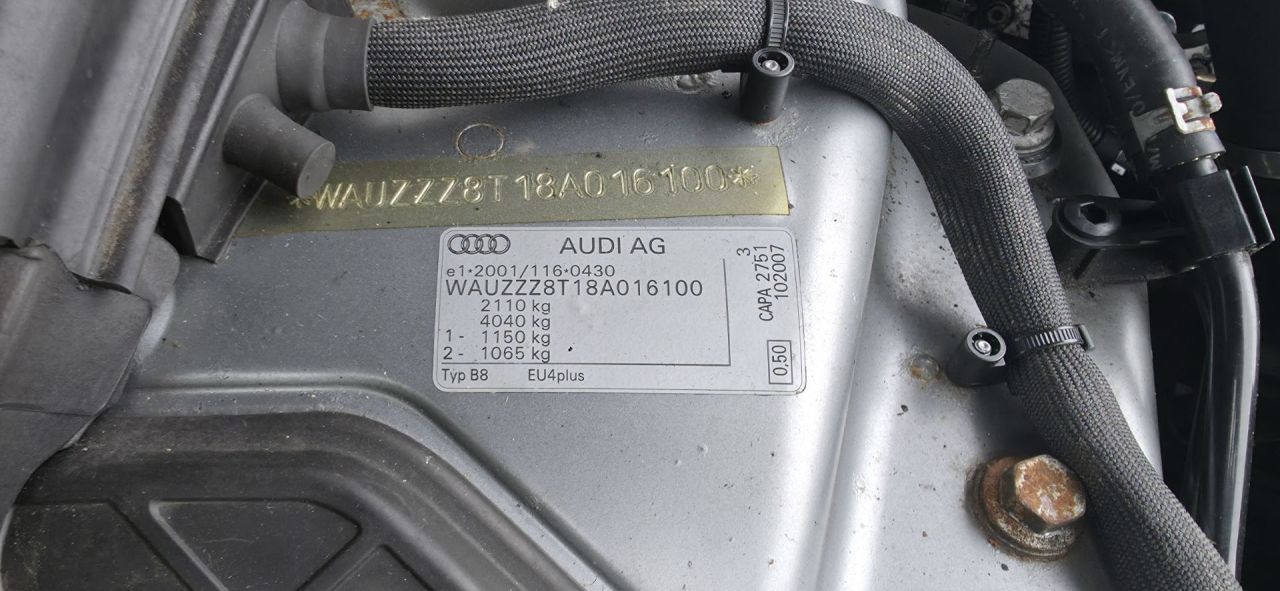 *WAUZZZ8T18A016100*
AUDI AG
e1*2001/116*0430
WAUZZZ8T18A016100
2110 kg
4040 kg
1 - 1150 kg
2 - 1065 kg
Typ B8 EU4plus
3
CAPA 2751
102007
0.50